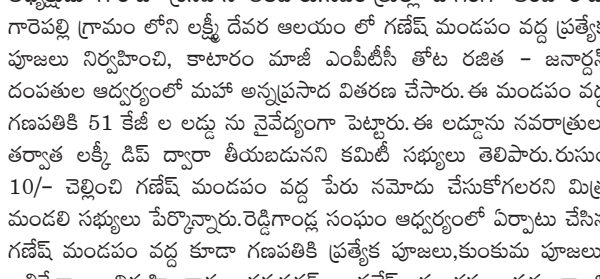 గారెపల్లి గ్రామం లోని లక్ష్మీ దేవర ఆలయం లో గణేష్ మండపం వద్ద ప్రత్యేక
పూజలు నిర్వహించి, కాటారం మాజీ ఎంపీటీసీ తోట రజిత - జనార్దన్
దంపతుల ఆద్వర్యంలో మహా అన్నప్రసాద వితరణ చేసారు. ఈ మండపం వద్ద
గణపతికి 51 కేజీ ల లడ్డు ను నైవేద్యంగా పెట్టారు. ఈ లడ్డూను నవరాత్రుల
తర్వాత లక్కీ డిప్ ద్వారా తీయబడునని కమిటీ సభ్యులు తెలిపారు.రుసుం
10/- చెల్లించి గణేష్ మండపం వద్ద పేరు నమోదు చేసుకోగలరని మిత్ర
మండలి సభ్యులు పేర్కొన్నారు.రెడ్డిగాండ్ల సంఘం ఆధ్వర్యంలో ఏర్పాటు చేసిన
గణేష్ మండపం వద్ద కూడా గణపతికి ప్రత్యేక పూజలు,కుంకుమ పూజలు